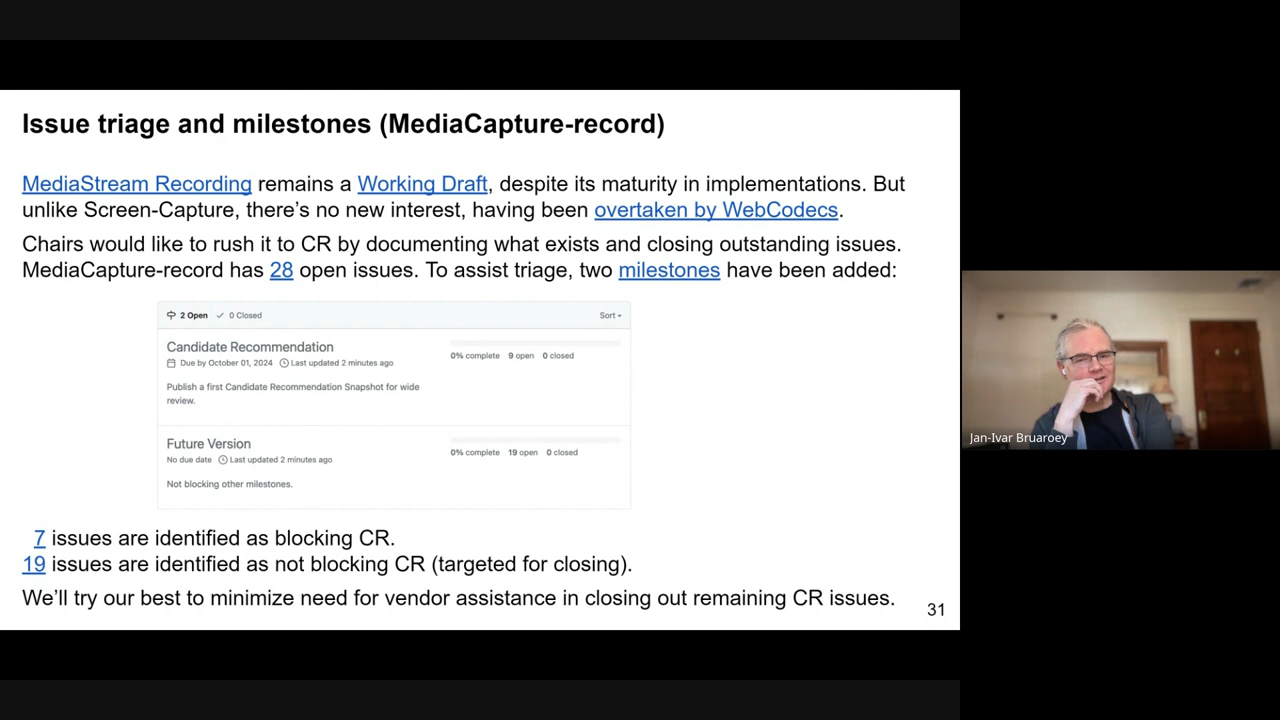 Issue triage and milestones (MediaCapture-record)
MediaStream Recording remains a Working Draft, despite its maturity in implementations. But
unlike Screen-Capture, there’s no new interest, having been overtaken by WebCodecs.
Chairs would like to rush it to CR by documenting what exists and closing outstanding issues.
MediaCapture-record has 28 open issues. To assist triage, two milestones have been added:
2 Open 0 Closed Sort
Candidate Recommendation
Due by October 01, 2024 Last updated 2 minutes ago
0% complete 9 open 0 closed
Publish a first Candidate Recommendation Snapshot for wide
review.
Future Version
No due date Last updated 2 minutes ago
0% complete 19 open 0 closed
Not blocking other milestones.
7 issues are identified as blocking CR.
19 issues are identified as not blocking CR (targeted for closing).
We’ll try our best to minimize need for vendor assistance in closing out remaining CR issues.
31
Jan-Ivar Bruaroey